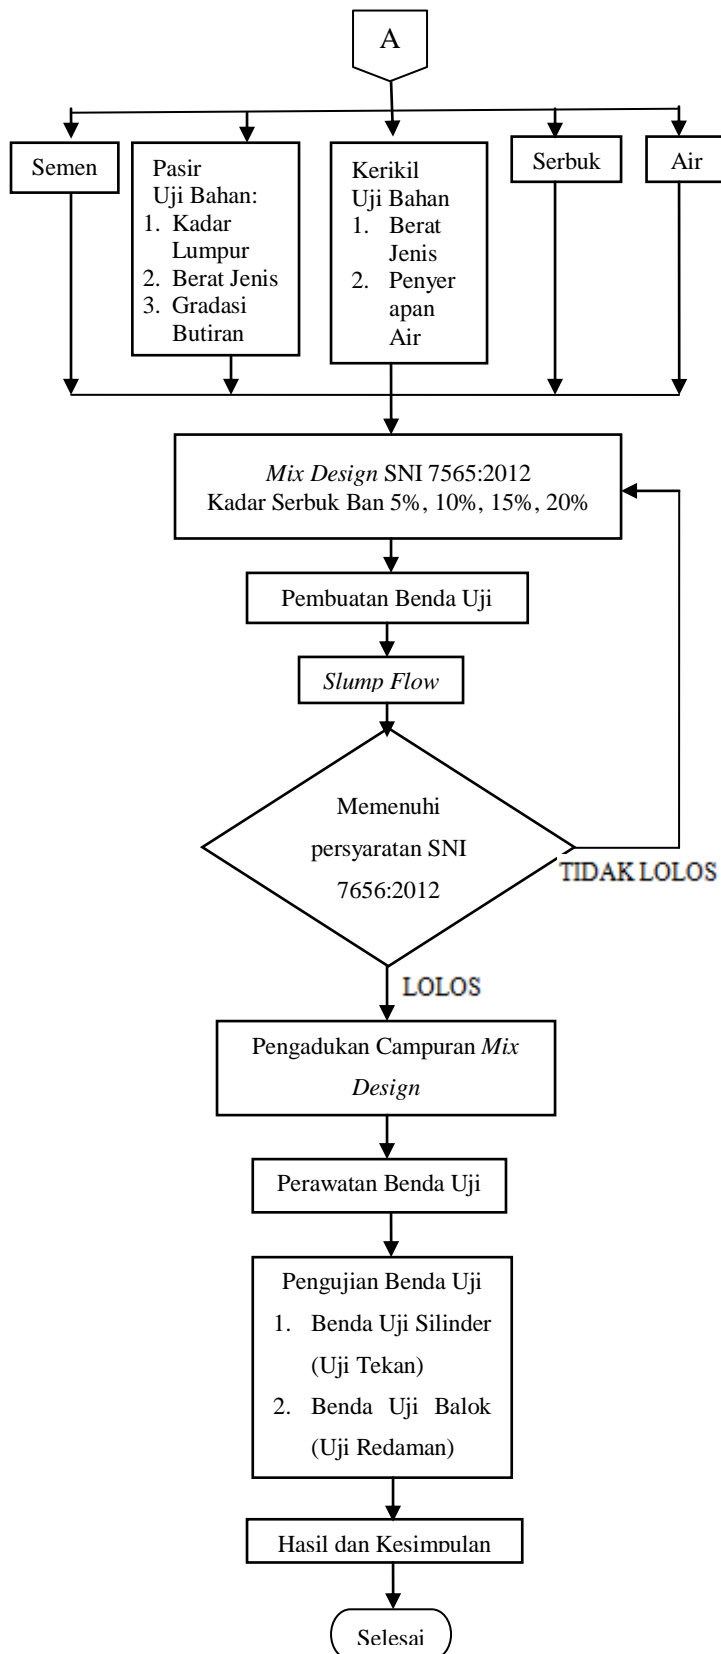 A
Semen
Pasir
Uji Bahan:
1. Kadar
Lumpur
2. Berat Jenis
3. Gradasi
Butiran
Kerikil
Uji Bahan
1. Berat
Jenis
2. Penyer
apan
Air
Serbuk
Air
Mix Design SNI 7565:2012
Kadar Serbuk Ban 5%, 10%, 15%, 20%
Pembuatan Benda Uji
Slump Flow
Memenuhi
persyaratan SNI
7656:2012
TIDAK LOLOS
LOLOS
Pengadukan Campuran Mix
Design
Perawatan Benda Uji
Pengujian Benda Uji
1. Benda Uji Silinder
(Uji Tekan)
2. Benda Uji Balok
(Uji Redaman)
Hasil dan Kesimpulan
Selesai